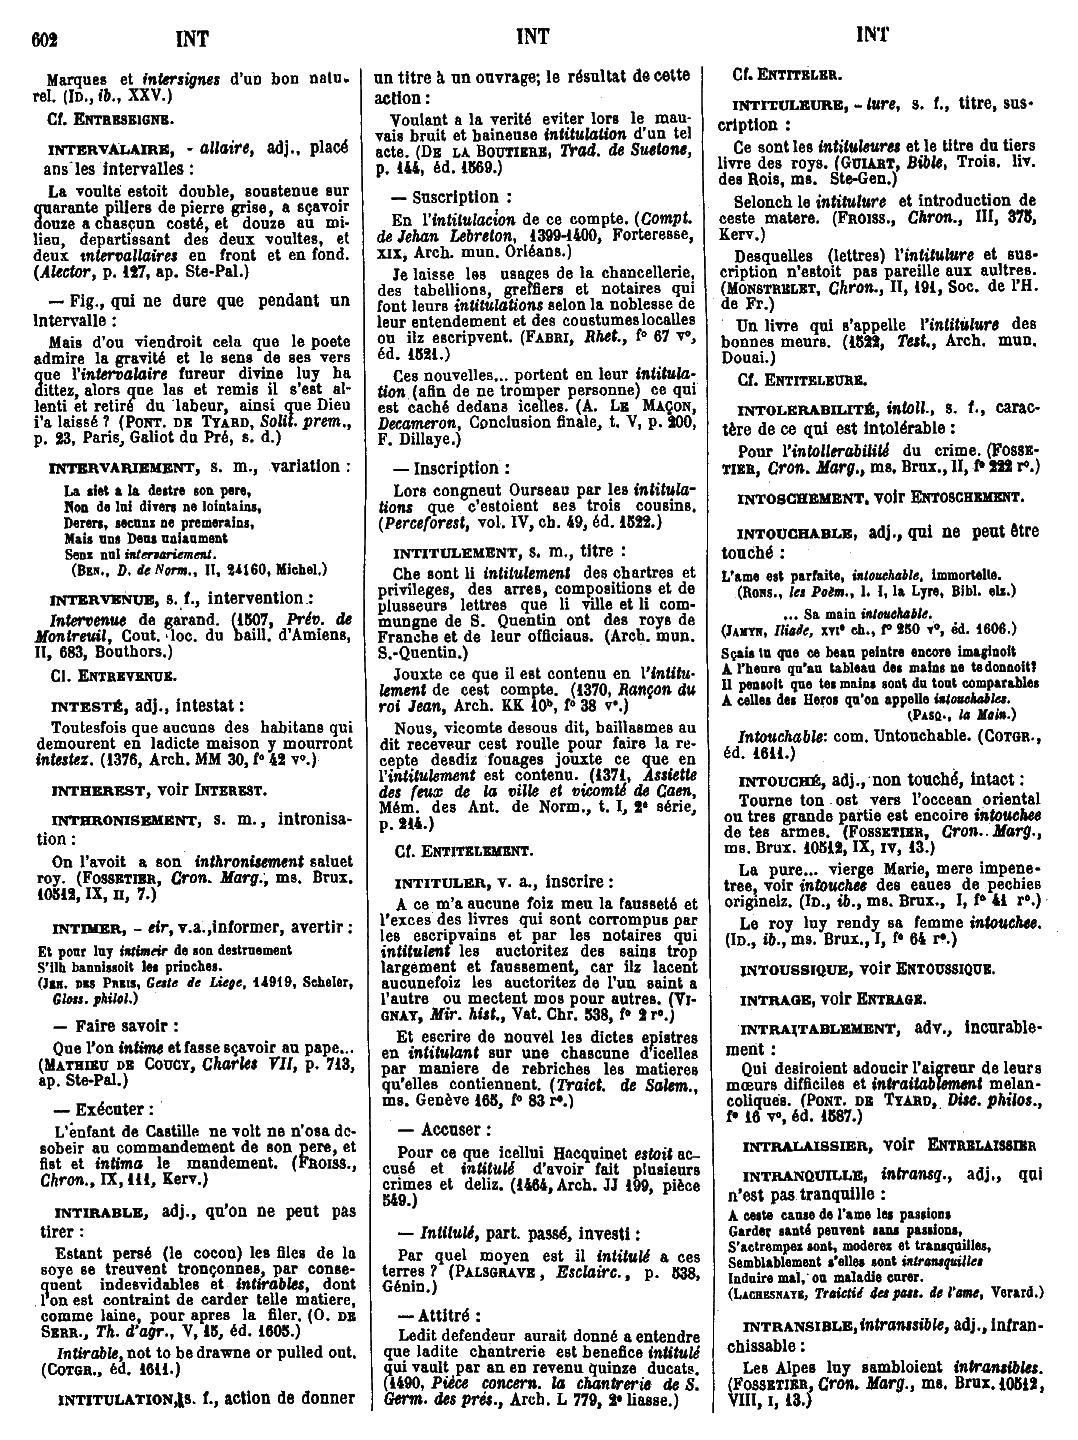 602 INT INT INT
Marques et intersignes d'un bon natu-
rel. (ID., ib., XXV.)
Cf. ENTRESEIGNE.
INTERVALAIRE, - allaire, adj., placé
ans les intervalles :
La voulte estoit double, soustenue sur
quarante pillers de pierre grise, a sçavoir
douze a chascun costé, et douze au mi-
lieu, departissant des deux voultes, et
deux intervallaires en front et en fond.
(Alector, p. 127, ap. Ste-Pal.)
— Fig., qui ne dure que pendant un
intervalle :
Mais d'ou viendroit cela que le poete
admire la gravité et le sens de ses vers
que l'intervalaire fureur divine luy ha
dittez, alors que las et remis il s'est al-
lenti et retiré du labeur, ainsi que Dieu
i'a laissé ? (PONT. DE TYARD, Solit. prem.,
p. 23, Paris, Galiot du Pré, s. d.)
INTERVARIEMENT, s. m., variation :
La siet a la destre son pere,
Non de lui divers ne lointains,
Derers, secunz ne premerains,
Mais uns Deus uniaument
Senz nul intervariement.
(BEN., D. de Norm., II, 24160, Michel.)
INTERVENUE, s. f., intervention :
Intervenue de garand. (1507, Prév. de
Montreuil, Cout. loc. du baill. d'Amiens,
II, 683, Bouthors.)
Cf. ENTREVENUE.
INTESTÉ, adj., intestat :
Toutesfois que aucuns des habitans qui
demourent en ladicte maison y mourront
intestez. (1376, Arch. MM 30, f° 42 v°.)
INTHEREST, voir INTEREST.
INTHRONISEMENT, s. m., intronisa-
tion :
On l'avoit a son inthronisement saluet
roy. (FOSSETIER, Cron. Marg., ms. Brux.
10512, IX, II, 7.)
INTIMER, - eir, v.a., informer, avertir :
Et pour luy intimeir de son destruement
S'ilh bannissoit les princhеs.
(JEH. DES PREIS, Geste de Liege, 14919, Scheler,
Gloss. philol.)
— Faire savoir :
Que l'on intime et fasse sçavoir au pape...
(MATHIEU DE COUCY, Charles VII, p. 713,
ap. Ste-Pal.)
— Exécuter :
L'enfant de Castille ne volt ne n'osa de-
sobeir au commandement de son pere, et
fist et intima le mandement. (FROISS.,
Chron., IX, 111, Kerv.)
INTIRABLE, adj., qu'on ne peut pas
tirer :
Estant persé (le cocon) les files de la
soye se treuvent tronçonnes, par conse-
quent indesvidables et intirables, dont
l'on est contraint de carder telle matiere,
comme laine, pour apres la filer. (O. DE
SERR., Th. d'agr., V, 15, éd. 1605.)
Intirable, not to be drawne or pulled out.
(COTGR., éd. 1611.)
INTITULATION, s. f., action de donner
un titre à un ouvrage; le résultat de cette
action :
Voulant a la verité eviter lors le mau-
vais bruit et haineuse intitulation d'un tel
acte. (DE LA BOUTIERE, Trad. de Suetone,
p. 144, éd. 1569.)
— Suscription :
En l'intitulacion de ce compte. (Compt.
de Jehan Lebreton, 1399-1400, Forteresse,
XIX, Arch. mun. Orléans.)
Je laisse les usages de la chancellerie,
des tabellions, greffiers et notaires qui
font leurs intitulations selon la noblesse de
leur entendement et des coustumes locales
ou ilz escripvent. (FABRI, Rhet., f° 67 v°,
éd. 1521.)
Ces nouvelles... portent en leur intitula-
tion (afin de ne tromper personne) ce qui
est caché dedans icelles. (A. LE MAÇON,
Decameron, Conclusion finale, t. V, p. 200,
F. Dillaye.)
— Inscription :
Lors congneut Ourseau par les intitula-
tions que c'estoient ses trois cousins.
(Perceforest, vol. IV, ch. 49, éd. 1522.)
INTITULEMENT, s. m., titre :
Che sont li intitulement des chartres et
privileges, des arres, compositions et de
plusseurs lettres que li ville et li com-
mungne de S. Quentin ont des roys de
Franche et de leur officiaus. (Arch. mun.
S.-Quentin.)
Jouxte ce que il est contenu en l'intitu-
lement de cest compte. (1370, Rançon du
roi Jean, Arch. KK 10b, f° 38 v°.)
Nous, vicomte desous dit, baillasmes au
dit receveur cest roulle pour faire la re-
cepte desdiz fouages jouxte ce que en
l'intitulement est contenu. (1371, Assiette
des feux de la ville et vicomté de Caen,
Mém. des Ant. de Norm., t. I, 2e série,
p. 214.)
Cf. ENTITELEMENT.
INTITULER, v. a., inscrire :
A ce m'a aucune foiz meu la fausseté et
l'exces des livres qui sont corrompus par
les escripvains et par les notaires qui
intitulent les auctoritez des sains trop
largement et faussement, car ilz lacent
aucunefoiz les auctoritez de l'un saint a
l'autre ou mectent mos pour autres. (VI-
GNAY, Mir. hist., Vat. Chr. 538, f° 2 r°.)
Et escrire de nouvel les dictes epistres
en intitulant sur une chascune d'icelles
par maniere de rebriches les matieres
qu'elles contiennent. (Traict. de Salem.,
ms. Genève 165, f° 83 r°.)
— Accuser :
Pour ce que icellui Hacquinet estoit ac-
cusé et intitulé d'avoir fait plusieurs
crimes et deliz. (1464, Arch. JJ 199, pièce
549.)
— Intitulé, part. passé, investi :
Par quel moyen est il intitulé a ces
terres ? (PALSGRAVE, Esclairc., p. 538,
Génin.)
— Attitré :
Ledit defendeur aurait donné a entendre
que ladite chantrerie est benefice intitulé
qui vault par an en revenu quinze ducats.
(1490, Pièce concern. la chantrerie de S.
Germ. des prés., Arch. L 779, 2e liasse.)
Cf. ENTITELER.
INTITULEURE, - lure, s. f., titre, sus-
cription :
Ce sont les intituleures et le titre du tiers
livre des roys. (GUIART, Bible, Trois. liv.
des Rois, ms. Ste-Gen.)
Selonch le intituture et introduction de
ceste matere. (FROISS., Chron., III, 375,
Kerv.)
Desquelles (lettres) l'intitulure et sus-
cription n'estoit pas pareille aux aultres.
(MONSTRELET, Chron., II, 191, Soc. de l'H.
de Fr.)
Un livre qui s'appelle l'intitulure des
bonnes meurs. (1522, Test., Arch. mun.
Douai.)
Cf. ENTITELEURE.
INTOLERABILITÉ, intoll., s. f., carac-
tère de ce qui est intolérable :
Pour l'intollerabilité du crime. (FOSSE-
TIER, Cron. Marg., ms. Brux., II, f° 222 r°.)
INTOSCHEMENT, voir ENTOSCHEMENT.
INTOUCHABLE, adj., qui ne peut être
touché :
L'ame est parfaite, intouchable, immortelle.
(RONS., les Poëm., l. I, la Lyre, Bibl. elz.)
... Sa main intouchable.
(JAMYN, Iliade, XVIe ch., f° 250 v°, éd. 1606.)
Sçais tu que ce beau peintre encore imaginoit
A l'heure qu'au tableau des mains ne te donnoit?
Il pensoit que tes mains sont du tout comparables
A celles des Heros qu'on appelle intouchables.
(PASQ., la Main.)
Intouchable: com. Untouchable. (COTGR.,
éd. 1611.)
INTOUCHÉ, adj., non touché, intact :
Tourne ton ost vers l'occean oriental
ou tres grande partie est encoire intouchee
de tes armes. (FOSSETIER, Cron. Marg.,
ms. Brux. 10512, IX, IV, 13.)
La pure... vierge Marie, mere impene-
tree, voir intouchee des eaues de pechies
originelz. (ID., ib., ms. Brux., I, f° 41 r°.)
Le roy luy rendy sa femme intouchee.
(ID., ib., ms. Brux., I, f° 64 r°.)
INTOUSSIQUE, voir ENTOUSSIQUE.
INTRAGE, voir ENTRAGE.
INTRAITABLEMENT, adv., incurable-
ment :
Qui desiroient adoucir l'aigreur de leurs
mœurs difficiles et intraitablement melan-
coliques. (PONT. DE TYARD, Disc. philos.,
f° 16 v°, éd. 1587.)
INTRALAISSIER, voir ENTRELAISSIER
INTRANQUILLE, intransq., adj., qui
n'est pas tranquille :
A ceste cause de l'ame les passions
Garder santé peuvent sans passions,
S'actrempez sont, moderez et transquilles,
Semblablement s'elles sont intransquilles
Induire mal, ou maladie curer.
(LACHESNAYE, Traictié des pass. de l'ame, Verard.)
INTRANSIBLE, intranssible, adj., infran-
chissable :
Les Alpes luy sambloient intransibles.
(FOSSETIER, Cron. Marg., ms. Brux. 10512,
VIII, I, 13.)